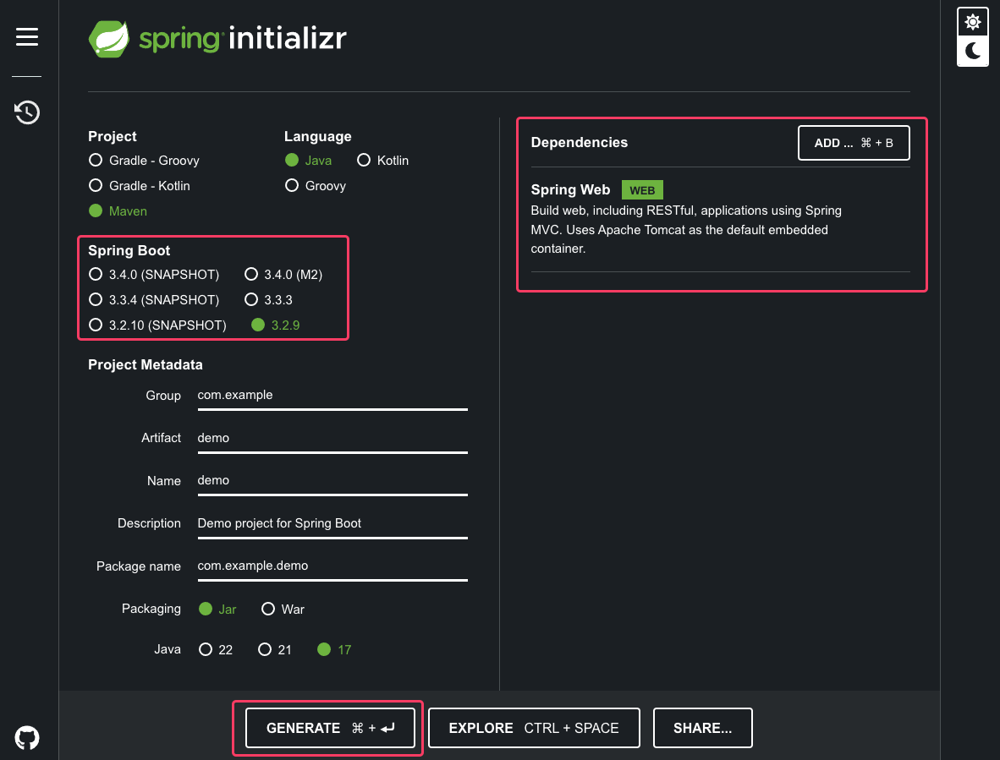 spring initializr
Project
Gradle - Groovy
Gradle - Kotlin
Maven
Language
Java Kotlin
Groovy
Spring Boot
3.4.0 (SNAPSHOT) 3.4.0 (M2)
3.3.4 (SNAPSHOT) 3.3.3
3.2.10 (SNAPSHOT) 3.2.9
Project Metadata
Group com.example
Artifact demo
Name demo
Description Demo project for Spring Boot
Package name com.example.demo
Packaging Jar War
Java 22 21 17
Dependencies ADD ... ⌘ + B
Spring Web WEB
Build web, including RESTful, applications using Spring
MVC. Uses Apache Tomcat as the default embedded
container.
GENERATE ⌘ + ⏎ EXPLORE CTRL + SPACE SHARE...